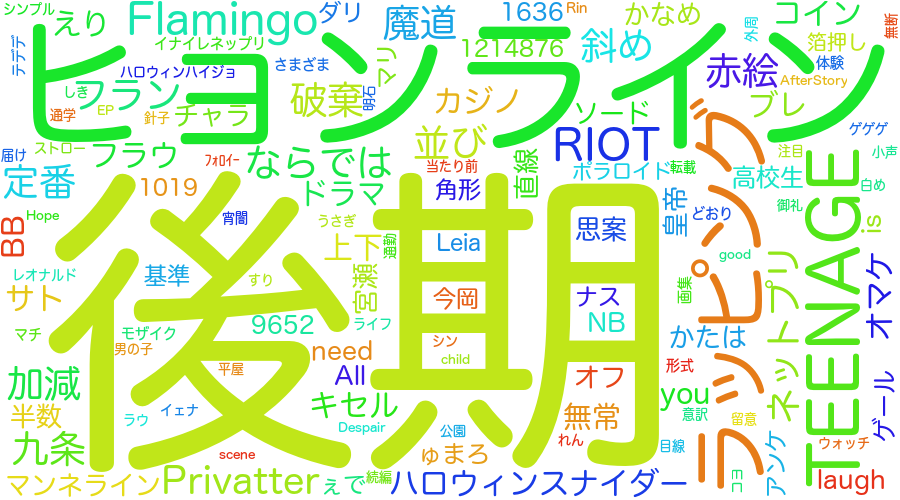 シンプル
えり
Flamingo
ダリ
魔道
1636
Rin
かなめ
コイン
外周
無断
テデデ
イナイレネップリ
さまざま
マリ
1214876
斜め
箔押し
ヒョンライン
ハロウィンハイジョ
フラン
しき
EP
チャラ
通学
針子
破棄
明石
カジノ
ソード
赤絵
体験
AfterStory
ブレ
ストロー
フラウ
フォロイー
ならでは
並び
当たり前
RIOT
転載
注目
ゲゲゲ
小声
届け
定番
1019
ドラマ
角形
直線
ポラロイド
高校生
白め
BB
Hope
宵闇
うさぎ
通勤
皇帝
どおり
御礼
is
後期
上下
Leia
思案
ラッピング
TEENAGE
レオナルド
基準
すり
宮瀬
good
オマケ
サト
今岡
ナス
画集
ネットプリ
マチ
モザイク
9652
ライフ
NB
かたは
男の子
need
シン
child
形式
加減
平屋
All
オフ
you
ゲール
半数
ラウ
イェナ
キセル
無常
意訳
留意
九条
Despair
公園
ゅまろ
れん
目線
アンケ
ウォッチ
scene
マンネライン
Privatter
ぇで
続編
ハロウィンスナイダー
コヨ
laugh